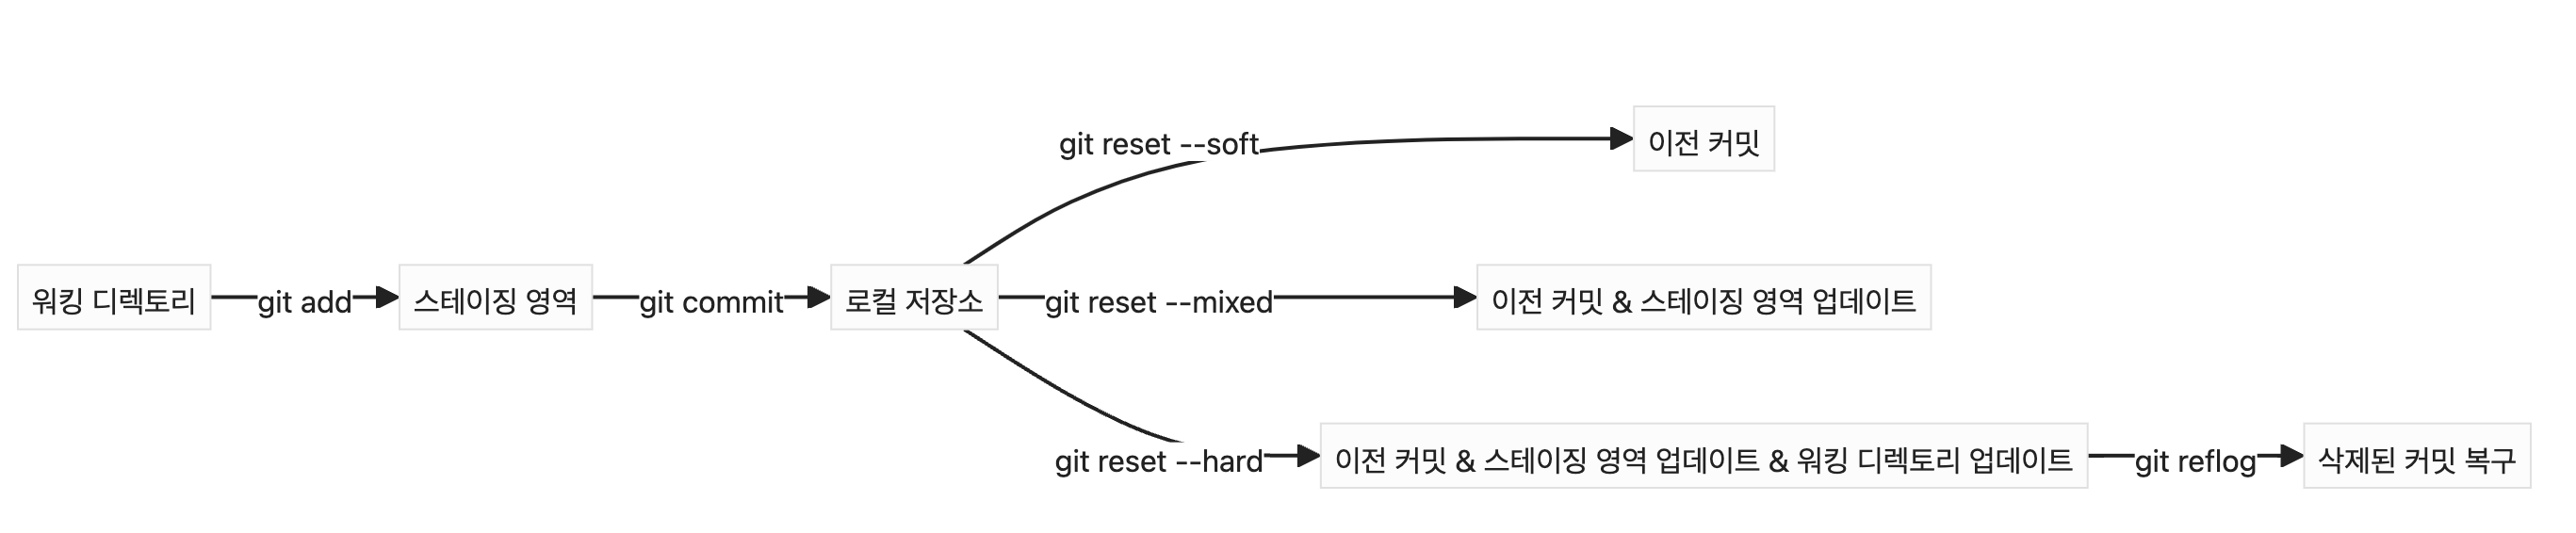 git reset --soft
이전 커밋
워킹 디렉토리
git add
스테이징 영역
git commit
로컬 저장소
git reset --mixed
이전 커밋 & 스테이징 영역 업데이트
git reset --hard
이전 커밋 & 스테이징 영역 업데이트 & 워킹 디렉토리 업데이트
git reflog
삭제된 커밋 복구